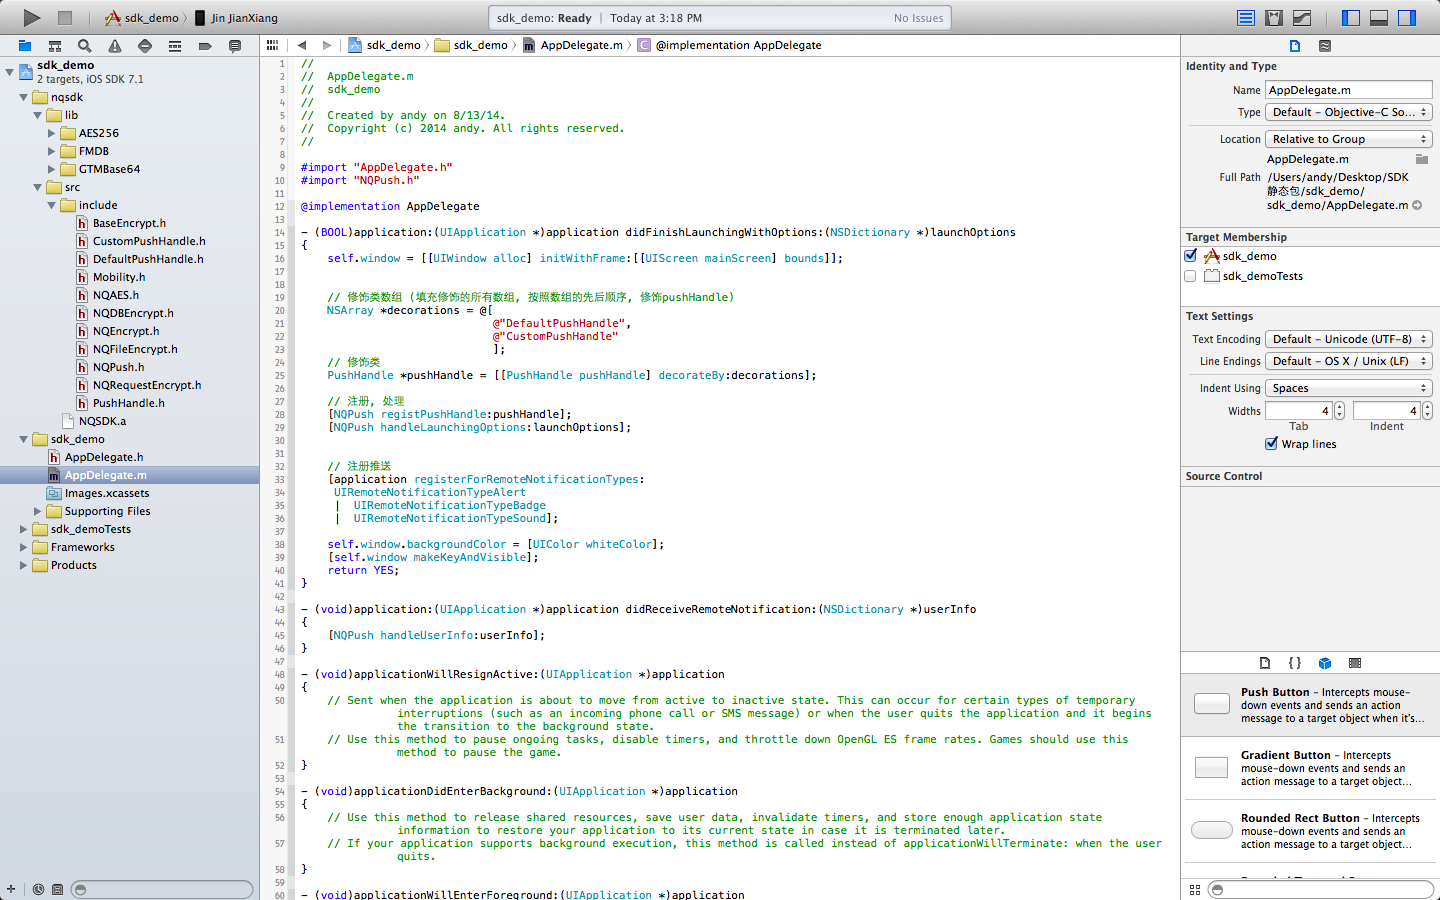 sdk_demo 〉 Jin JianXiang
sdk_demo: Ready | Today at 3:18 PM
No Issues
sdk_demo 〉 sdk_demo 〉 AppDelegate.m 〉 @implementation AppDelegate
sdk_demo
2 targets, iOS SDK 7.1
nqsdk
lib
AES256
FMDB
GTMBase64
src
include
BaseEncrypt.h
CustomPushHandle.h
DefaultPushHandle.h
Mobility.h
NQAES.h
NQDBEncrypt.h
NQEncrypt.h
NQFileEncrypt.h
NQPush.h
NQRequestEncrypt.h
PushHandle.h
NQSDK.a
sdk_demo
AppDelegate.h
AppDelegate.m
Images.xcassets
Supporting Files
sdk_demoTests
Frameworks
Products
1 //
2 //  AppDelegate.m
3 //  sdk_demo
4 //
5 //  Created by andy on 8/13/14.
6 //  Copyright (c) 2014 andy. All rights reserved.
7 //
8
9 #import "AppDelegate.h"
10 #import "NQPush.h"
11
12 @implementation AppDelegate
13
14 - (BOOL)application:(UIApplication *)application didFinishLaunchingWithOptions:(NSDictionary *)launchOptions
15 {
16     self.window = [[UIWindow alloc] initWithFrame:[[UIScreen mainScreen] bounds]];
17
18
19     // 修饰类数组 (填充修饰的所有数组, 按照数组的先后顺序, 修饰pushHandle)
20     NSArray *decorations = @[
21                              @"DefaultPushHandle",
22                              @"CustomPushHandle"
23                              ];
24     // 修饰类
25     PushHandle *pushHandle = [[PushHandle pushHandle] decorateBy:decorations];
26
27     // 注册, 处理
28     [NQPush registPushHandle:pushHandle];
29     [NQPush handleLaunchingOptions:launchOptions];
30
31
32     // 注册推送
33     [application registerForRemoteNotificationTypes:
34      UIRemoteNotificationTypeAlert
35      |  UIRemoteNotificationTypeBadge
36      |  UIRemoteNotificationTypeSound];
37
38     self.window.backgroundColor = [UIColor whiteColor];
39     [self.window makeKeyAndVisible];
40     return YES;
41 }
42
43 - (void)application:(UIApplication *)application didReceiveRemoteNotification:(NSDictionary *)userInfo
44 {
45     [NQPush handleUserInfo:userInfo];
46 }
47
48 - (void)applicationWillResignActive:(UIApplication *)application
49 {
50     // Sent when the application is about to move from active to inactive state. This can occur for certain types of temporary
interruptions (such as an incoming phone call or SMS message) or when the user quits the application and it begins
the transition to the background state.
51     // Use this method to pause ongoing tasks, disable timers, and throttle down OpenGL ES frame rates. Games should use this
method to pause the game.
52 }
53
54 - (void)applicationDidEnterBackground:(UIApplication *)application
55 {
56     // Use this method to release shared resources, save user data, invalidate timers, and store enough application state
information to restore your application to its current state in case it is terminated later.
57     // If your application supports background execution, this method is called instead of applicationWillTerminate: when the user
quits.
58 }
59
60 - (void)applicationWillEnterForeground:(UIApplication *)application
Identity and Type
Name AppDelegate.m
Type Default - Objective-C So...
Location Relative to Group
AppDelegate.m
Full Path /Users/andy/Desktop/SDK
静态包/sdk_demo/
sdk_demo/AppDelegate.m
Target Membership
sdk_demo
sdk_demoTests
Text Settings
Text Encoding Default - Unicode (UTF-8)
Line Endings Default - OS X / Unix (LF)
Indent Using Spaces
Widths 4 4
Tab Indent
Wrap lines
Source Control
Push Button - Intercepts mouse-
down events and sends an action
message to a target object when it's...
Gradient Button - Intercepts
mouse-down events and sends an
action message to a target object...
Rounded Rect Button - Intercepts
mouse-down events and sends an
action message to a target object...